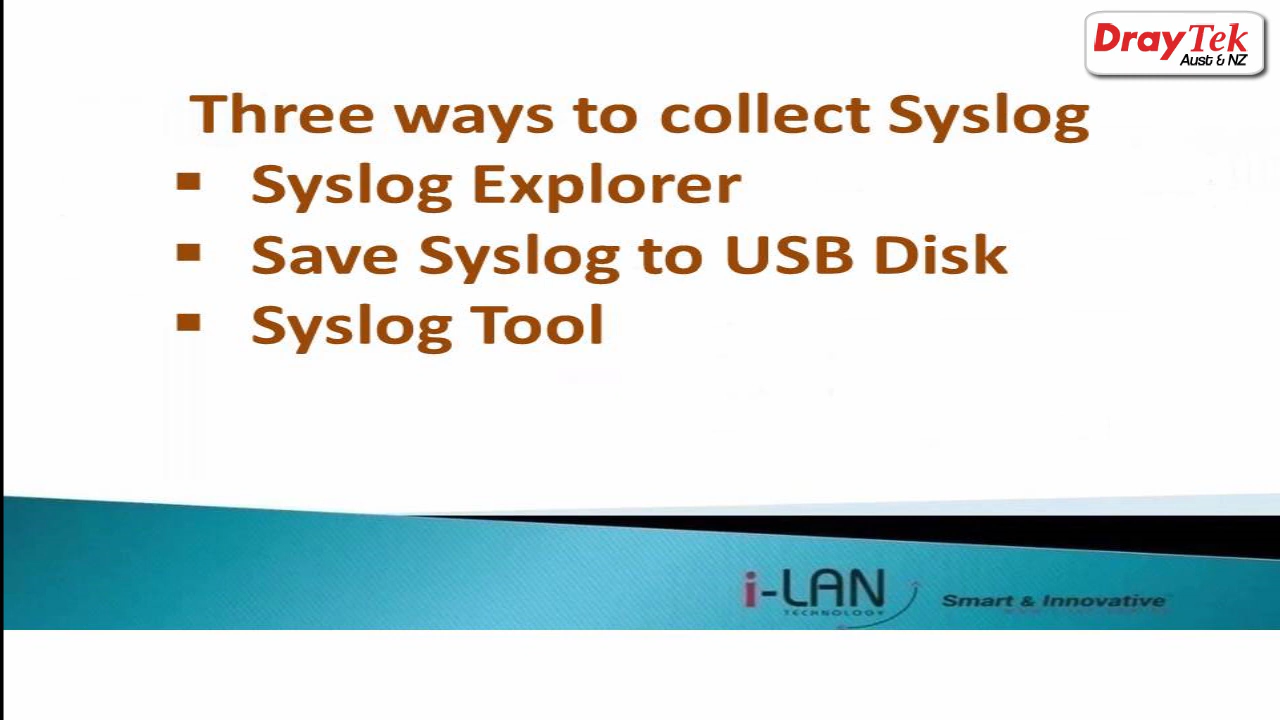 DrayTek
Aust & NZ
Three ways to collect Syslog
▪ Syslog Explorer
▪ Save Syslog to USB Disk
▪ Syslog Tool
i-LAN
TECHNOLOGY
Smart & Innovative